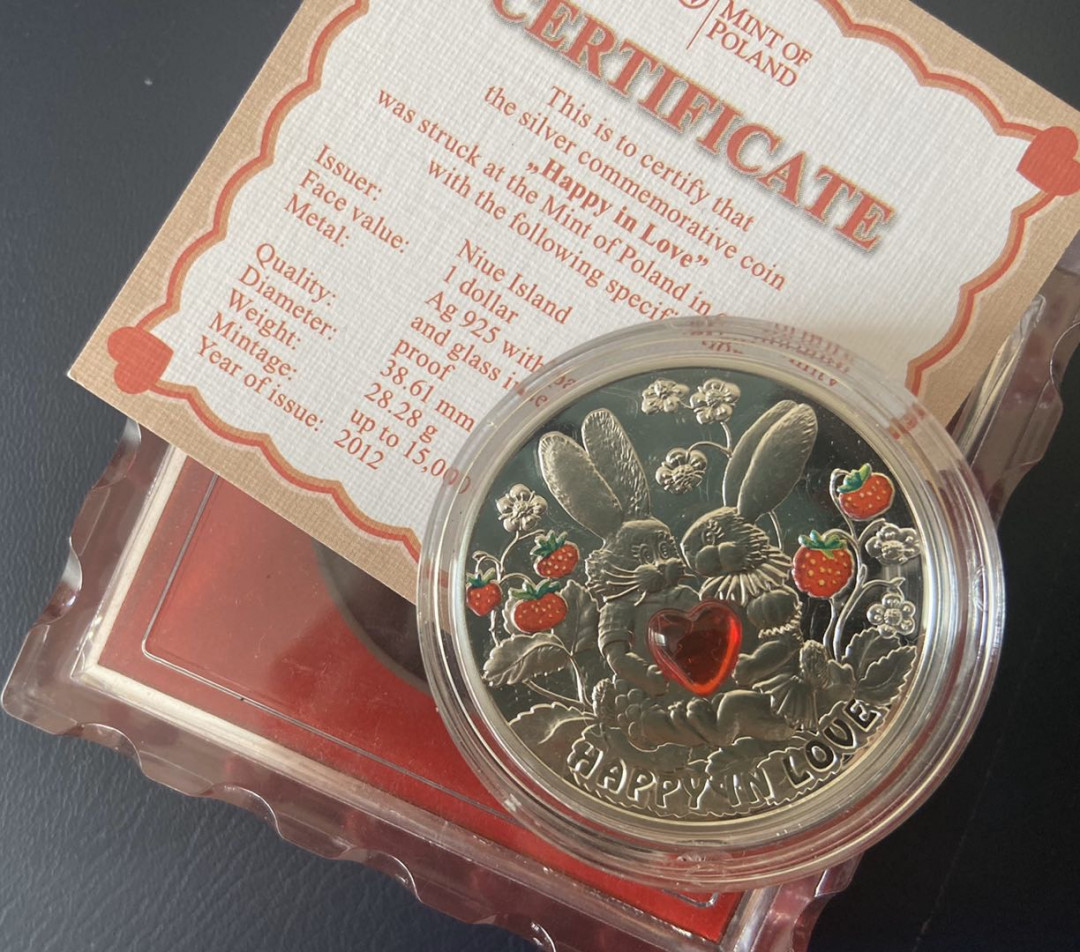 MINT OF
POLAND
CERTIFICATE
This is to certify that
the silver commemorative coin
„Happy in Love”
was struck at the Mint of Poland in
with the following
Issuer: Niue Island
Face value: 1 dollar
Metal: Ag 925 with
and glass
Quality: proof
Diameter: 38.61 mm
Weight: 28.28 g
Mintage: up to 15,000
Year of issue: 2012
HAPPY IN LOVE